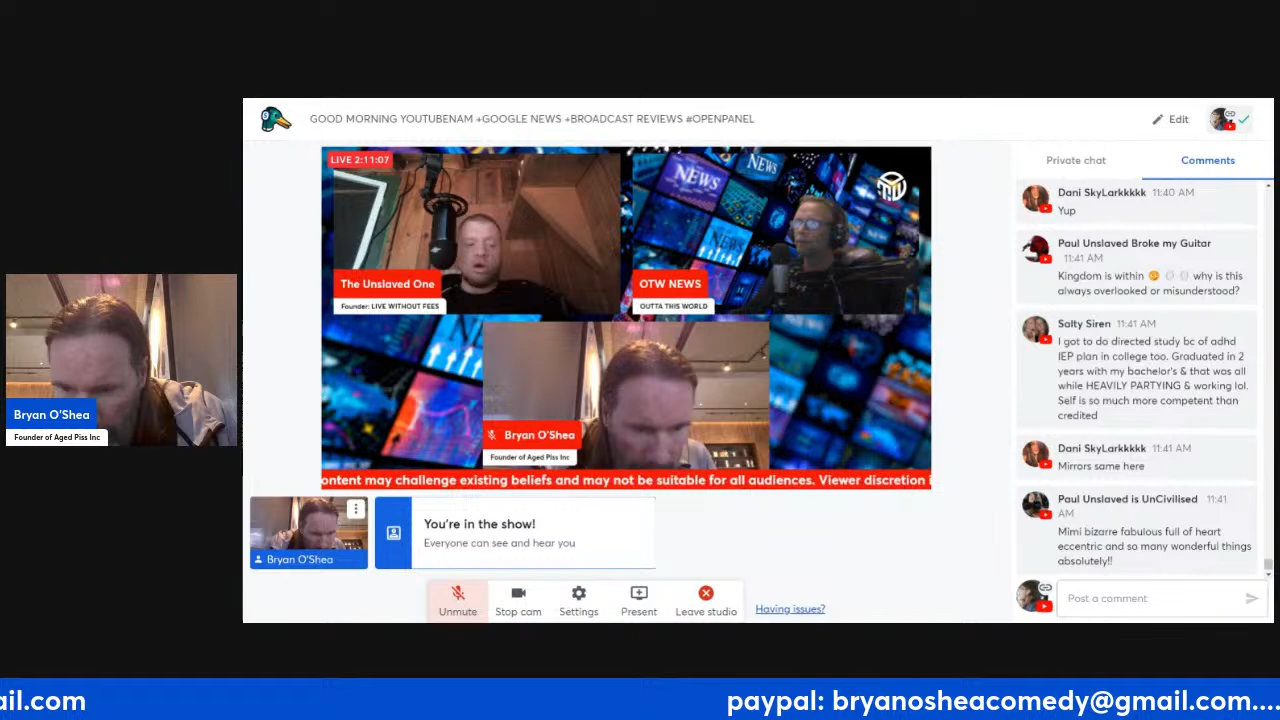 GOOD MORNING YOUTUBENAM +GOOGLE NEWS +BROADCAST REVIEWS #OPENPANEL
Edit
LIVE 2:11:07
NEWS
NEWS
NEWS
The Unslaved One
Founder: LIVE WITHOUT FEES
OTW NEWS
OUTTA THIS WORLD
Bryan O'Shea
Founder of Aged Piss Inc
Bryan O'Shea
Founder of Aged Piss Inc
ontent may challenge existing beliefs and may not be suitable for all audiences. Viewer discretion i
Bryan O'Shea
You're in the show!
Everyone can see and hear you
Unmute
Stop cam
Settings
Present
Leave studio
Having issues?
Private chat
Comments
Dani SkyLarkkkkk 11:40 AM
Yup
Paul Unslaved Broke my Guitar
11:41 AM
Kingdom is within why is this
always overlooked or misunderstood?
Salty Siren 11:41 AM
I got to do directed study bc of adhd
IEP plan in college too. Graduated in 2
years with my bachelor's & that was all
while HEAVILY PARTYING & working lol.
Self is so much more competent than
credited
Dani SkyLarkkkkk 11:41 AM
Mirrors same here
Paul Unslaved is UnCivilised 11:41
AM
Mimi bizarre fabulous full of heart
eccentric and so many wonderful things
absolutely!!
Post a comment
ail.com
paypal: bryanosheacomedy@gmail.com....